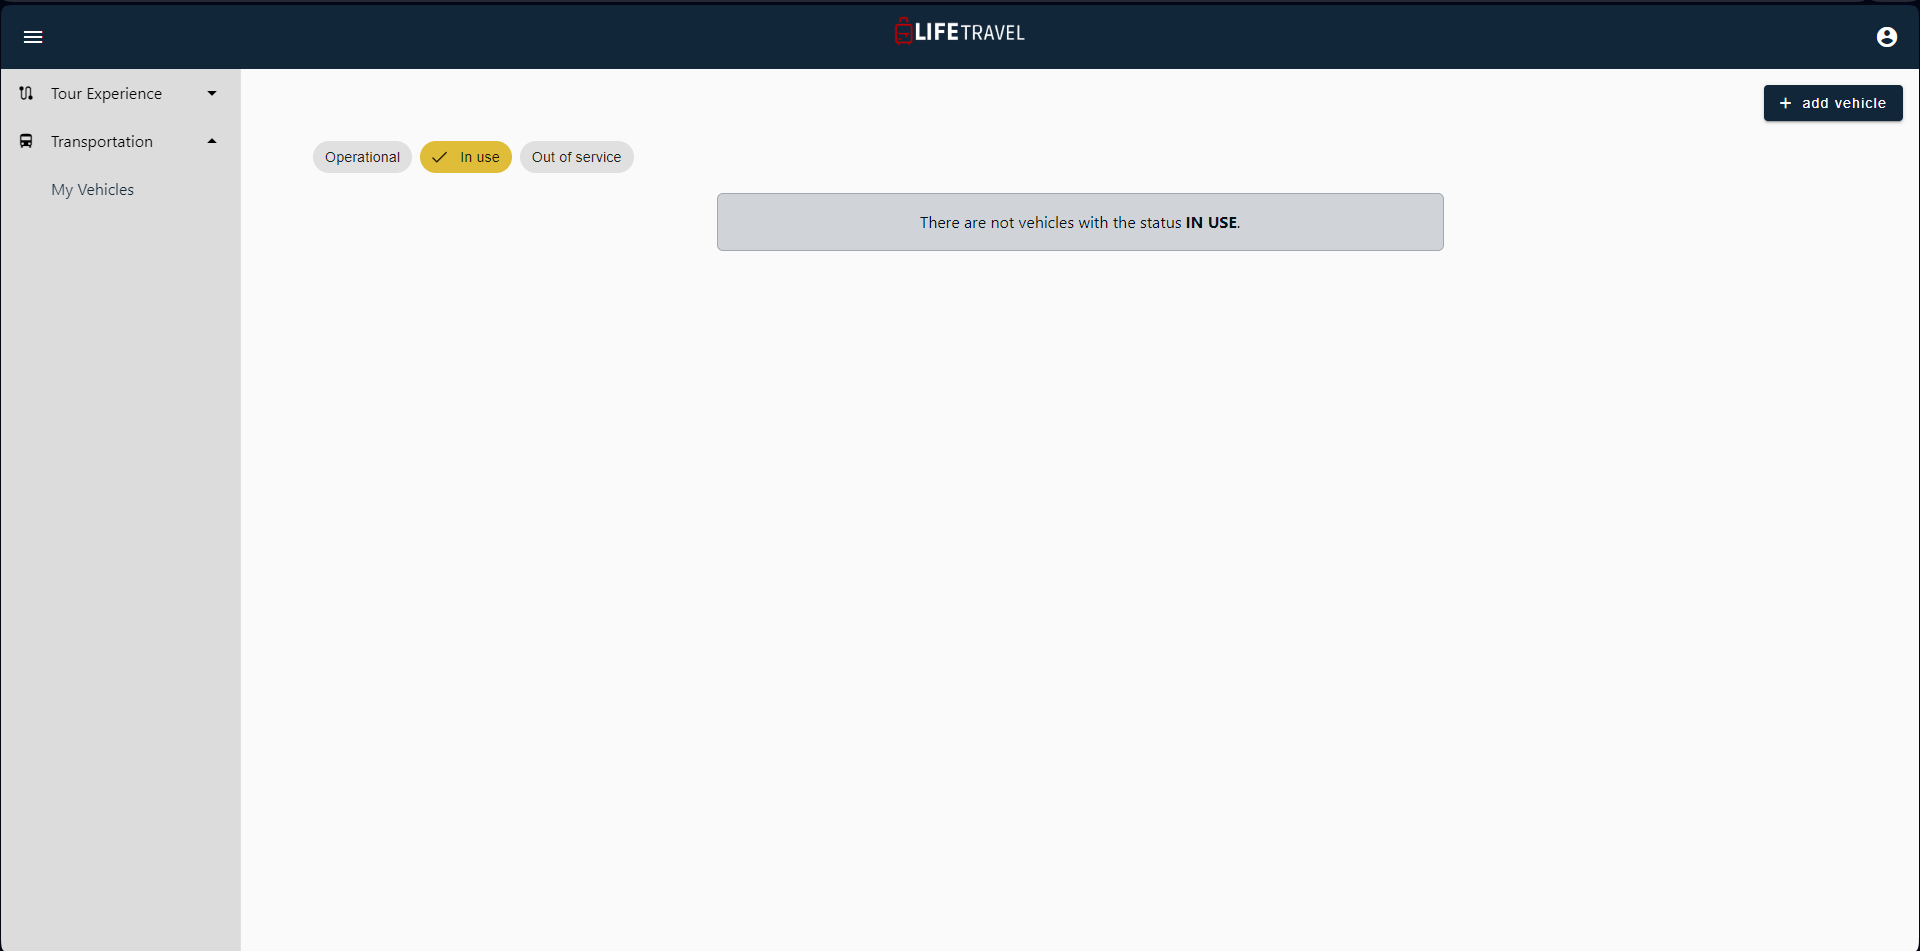 LIFETRAVEL
Tour Experience
Transportation
My Vehicles
+ add vehicle
Operational
In use
Out of service
There are not vehicles with the status IN USE.